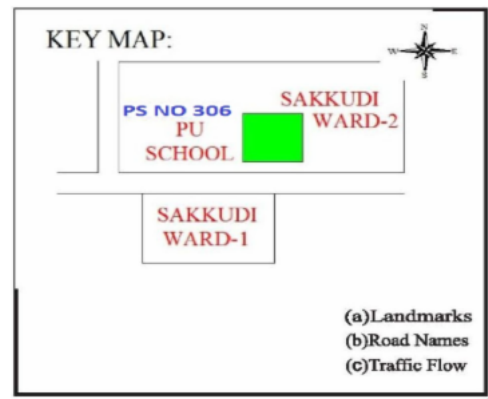 KEY MAP:
N
W E
S
PS NO 306
PU
SCHOOL
SAKKUDI
WARD-2
SAKKUDI
WARD-1
(a)Landmarks
(b)Road Names
(c)Traffic Flow